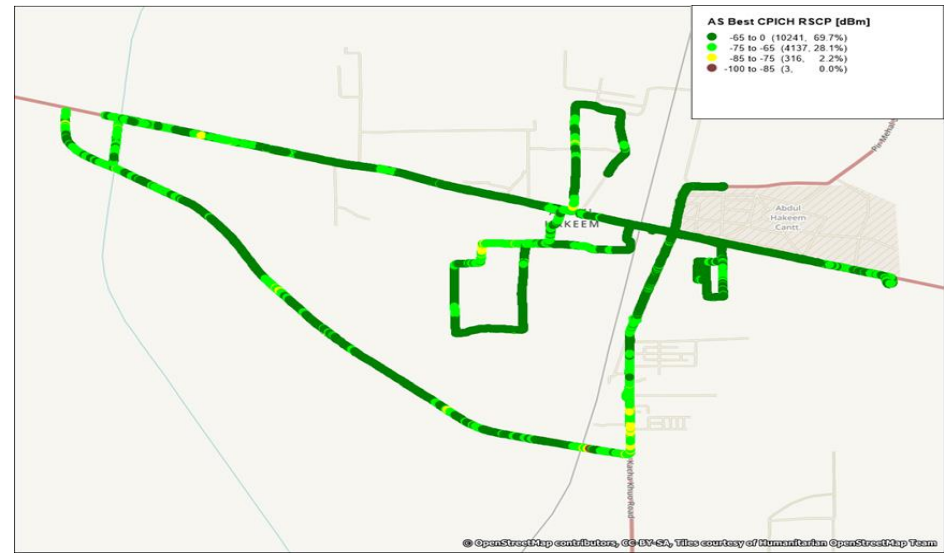 AS Best CPICH RSCP [dBm]
-65 to 0 (10241, 69.7%)
-75 to -65 (4137, 28.1%)
-85 to -75 (316, 2.2%)
-100 to -85 (3, 0.0%)
Abdul
Hakeem
Cantt
HAKEEM
© OpenStreetMap contributors, CC-BY-SA, Tiles courtesy of Humanitarian OpenStreetMap Team